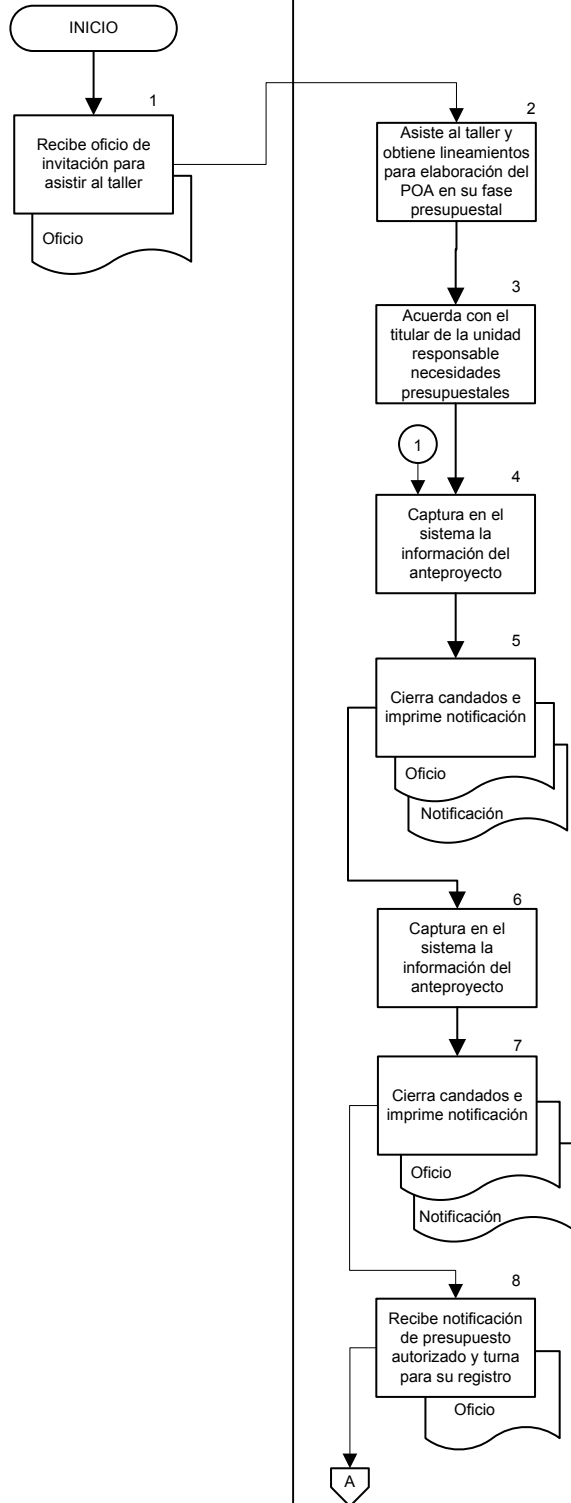 INICIO
1
Recibe oficio de
invitación para
asistir al taller
Oficio
2
Asiste al taller y
obtiene lineamientos
para elaboración del
POA en su fase
presupuestal
3
Acuerda con el
titular de la unidad
responsable
necesidades
presupuestales
1
4
Captura en el
sistema la
información del
anteproyecto
5
Cierra candados e
imprime notificación
Oficio
Notificación
6
Captura en el
sistema la
información del
anteproyecto
7
Cierra candados e
imprime notificación
Oficio
Notificación
8
Recibe notificación
de presupuesto
autorizado y turna
para su registro
Oficio
A